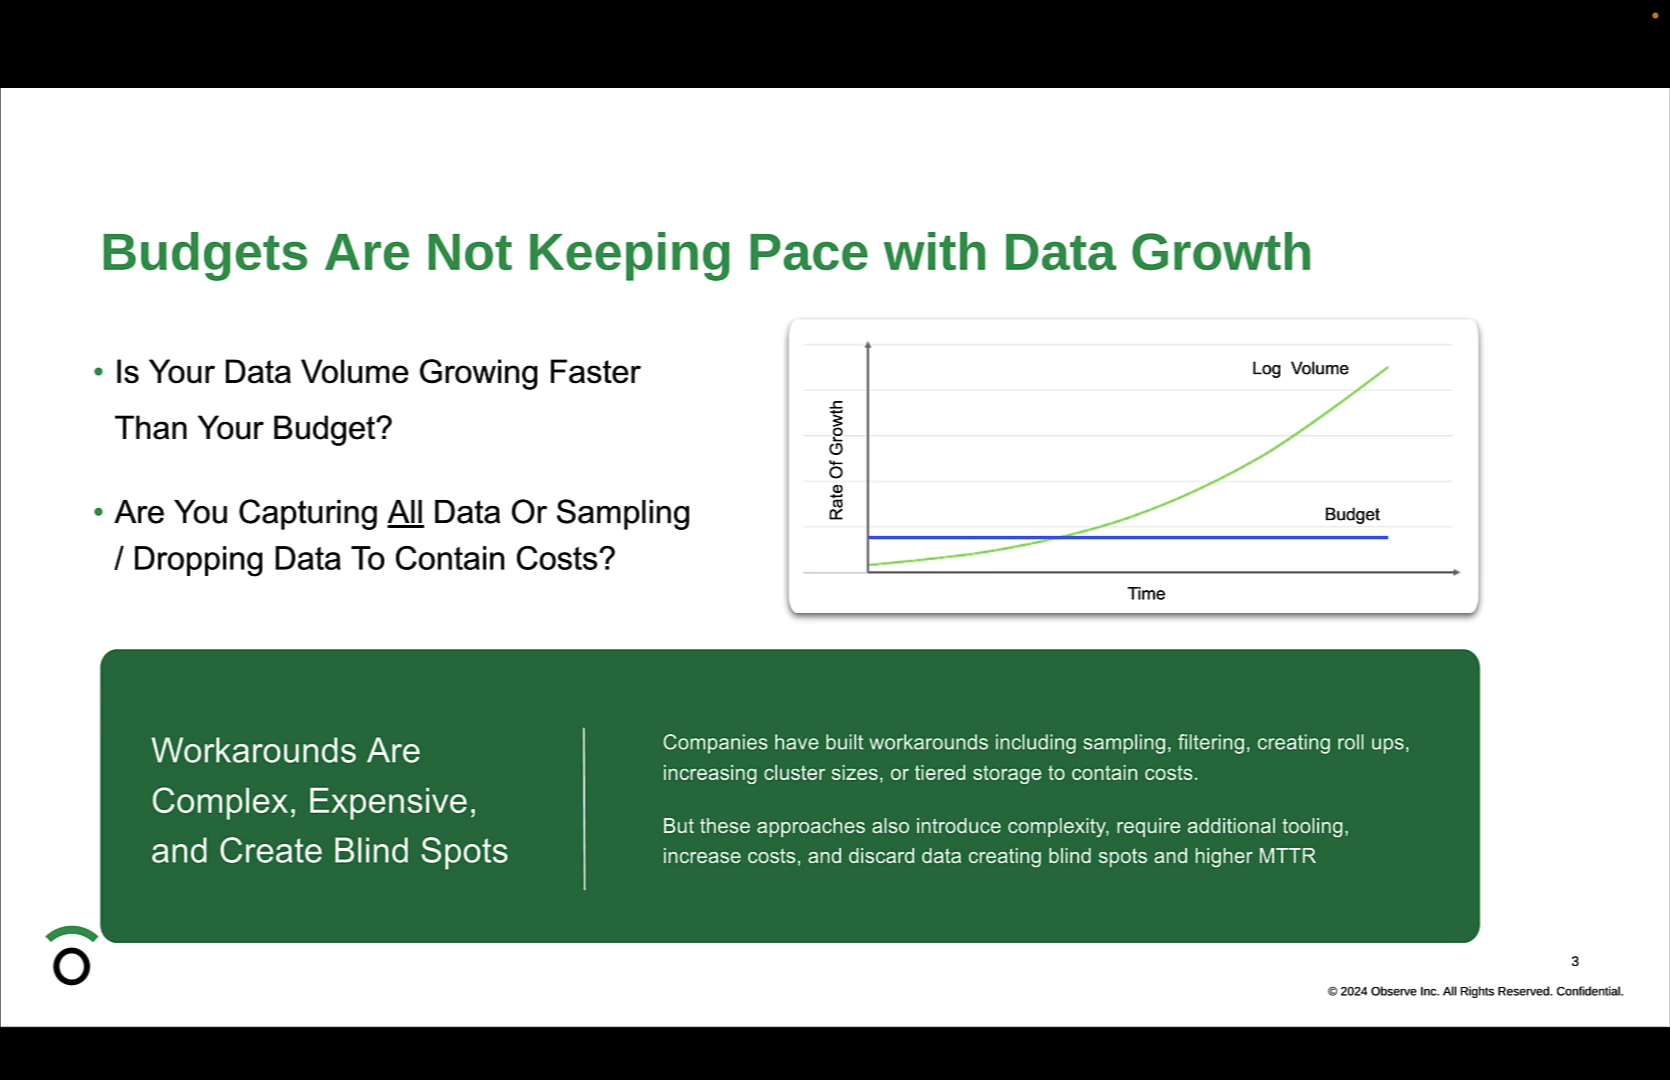 Budgets Are Not Keeping Pace with Data Growth
• Is Your Data Volume Growing Faster
Than Your Budget?
• Are You Capturing All Data Or Sampling
/ Dropping Data To Contain Costs?
Log Volume
Rate Of Growth
Budget
Time
Workarounds Are
Complex, Expensive,
and Create Blind Spots
Companies have built workarounds including sampling, filtering, creating roll ups,
increasing cluster sizes, or tiered storage to contain costs.
But these approaches also introduce complexity, require additional tooling,
increase costs, and discard data creating blind spots and higher MTTR
3
© 2024 Observe Inc. All Rights Reserved. Confidential.